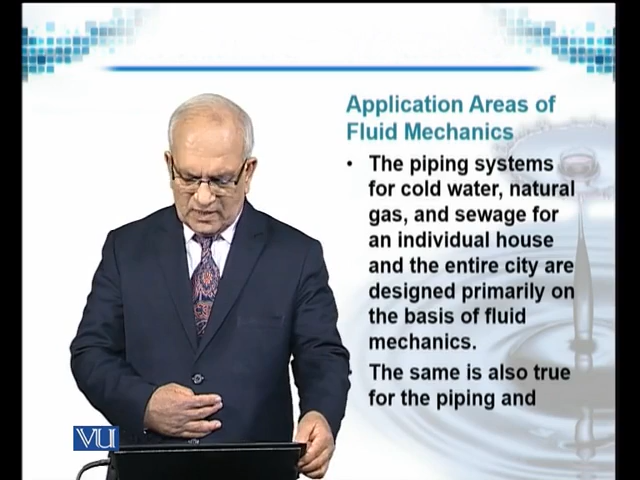 Application Areas of
Fluid Mechanics
• The piping systems
for cold water, natural
gas, and sewage for
an individual house
and the entire city are
designed primarily on
the basis of fluid
mechanics.
• The same is also true
for the piping and
VU